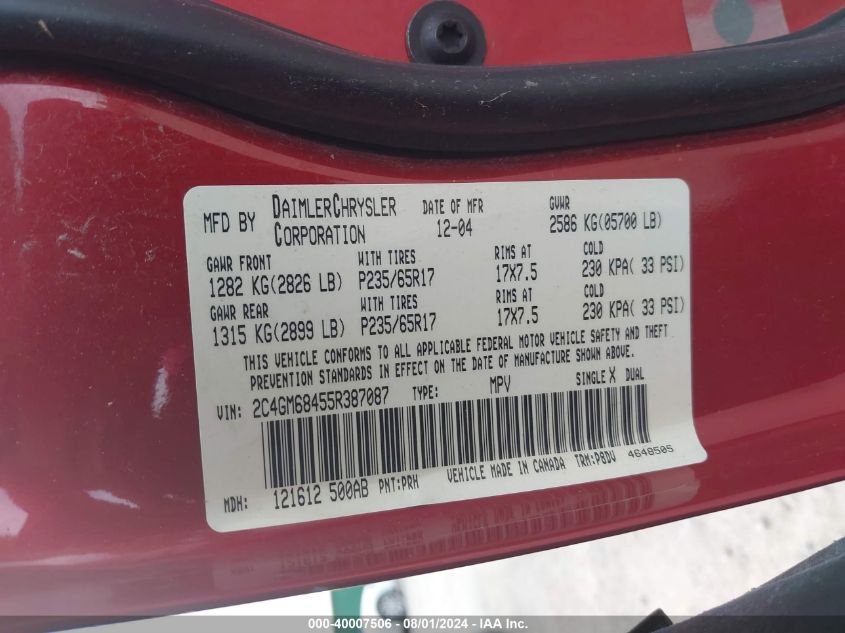 MFD BY DAIMLERCHRYSLER CORPORATION DATE OF MFR 12-04 GVWR 2586 KG(05700 LB)
GAWR FRONT WITH TIRES RIMS AT COLD
1282 KG(2826 LB) P235/65R17 17X7.5 230 KPA( 33 PSI)
GAWR REAR WITH TIRES RIMS AT COLD
1315 KG(2899 LB) P235/65R17 17X7.5 230 KPA( 33 PSI)
THIS VEHICLE CONFORMS TO ALL APPLICABLE FEDERAL MOTOR VEHICLE SAFETY AND THEFT
PREVENTION STANDARDS IN EFFECT ON THE DATE OF MANUFACTURE SHOWN ABOVE.
VIN: 2C4GM68455R387087 TYPE: MPV SINGLE X DUAL
MDH: 121612 500AB PNT:PRH VEHICLE MADE IN CANADA TRM:P8DV 4648505
000-40007506 - 08/01/2024 - IAA Inc.